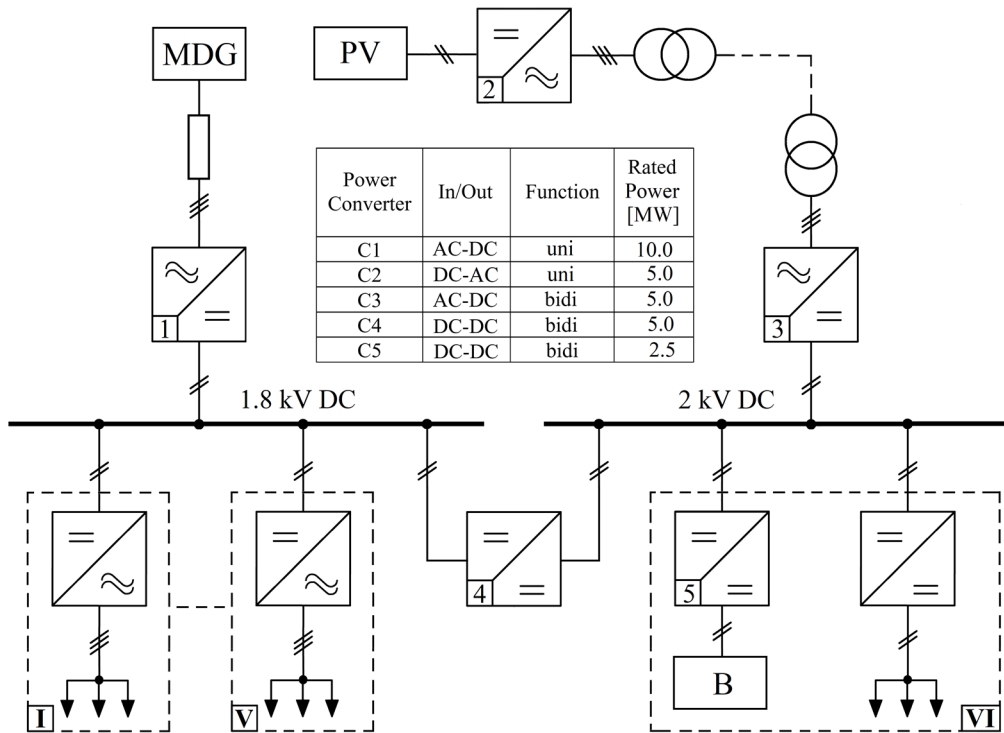 MDG
PV
2
Power Converter In/Out Function Rated Power [MW]
C1 AC-DC uni 10.0
C2 DC-AC uni 5.0
C3 AC-DC bidi 5.0
C4 DC-DC bidi 5.0
C5 DC-DC bidi 2.5
1
3
1.8 kV DC
2 kV DC
4
5
B
I
V
VI